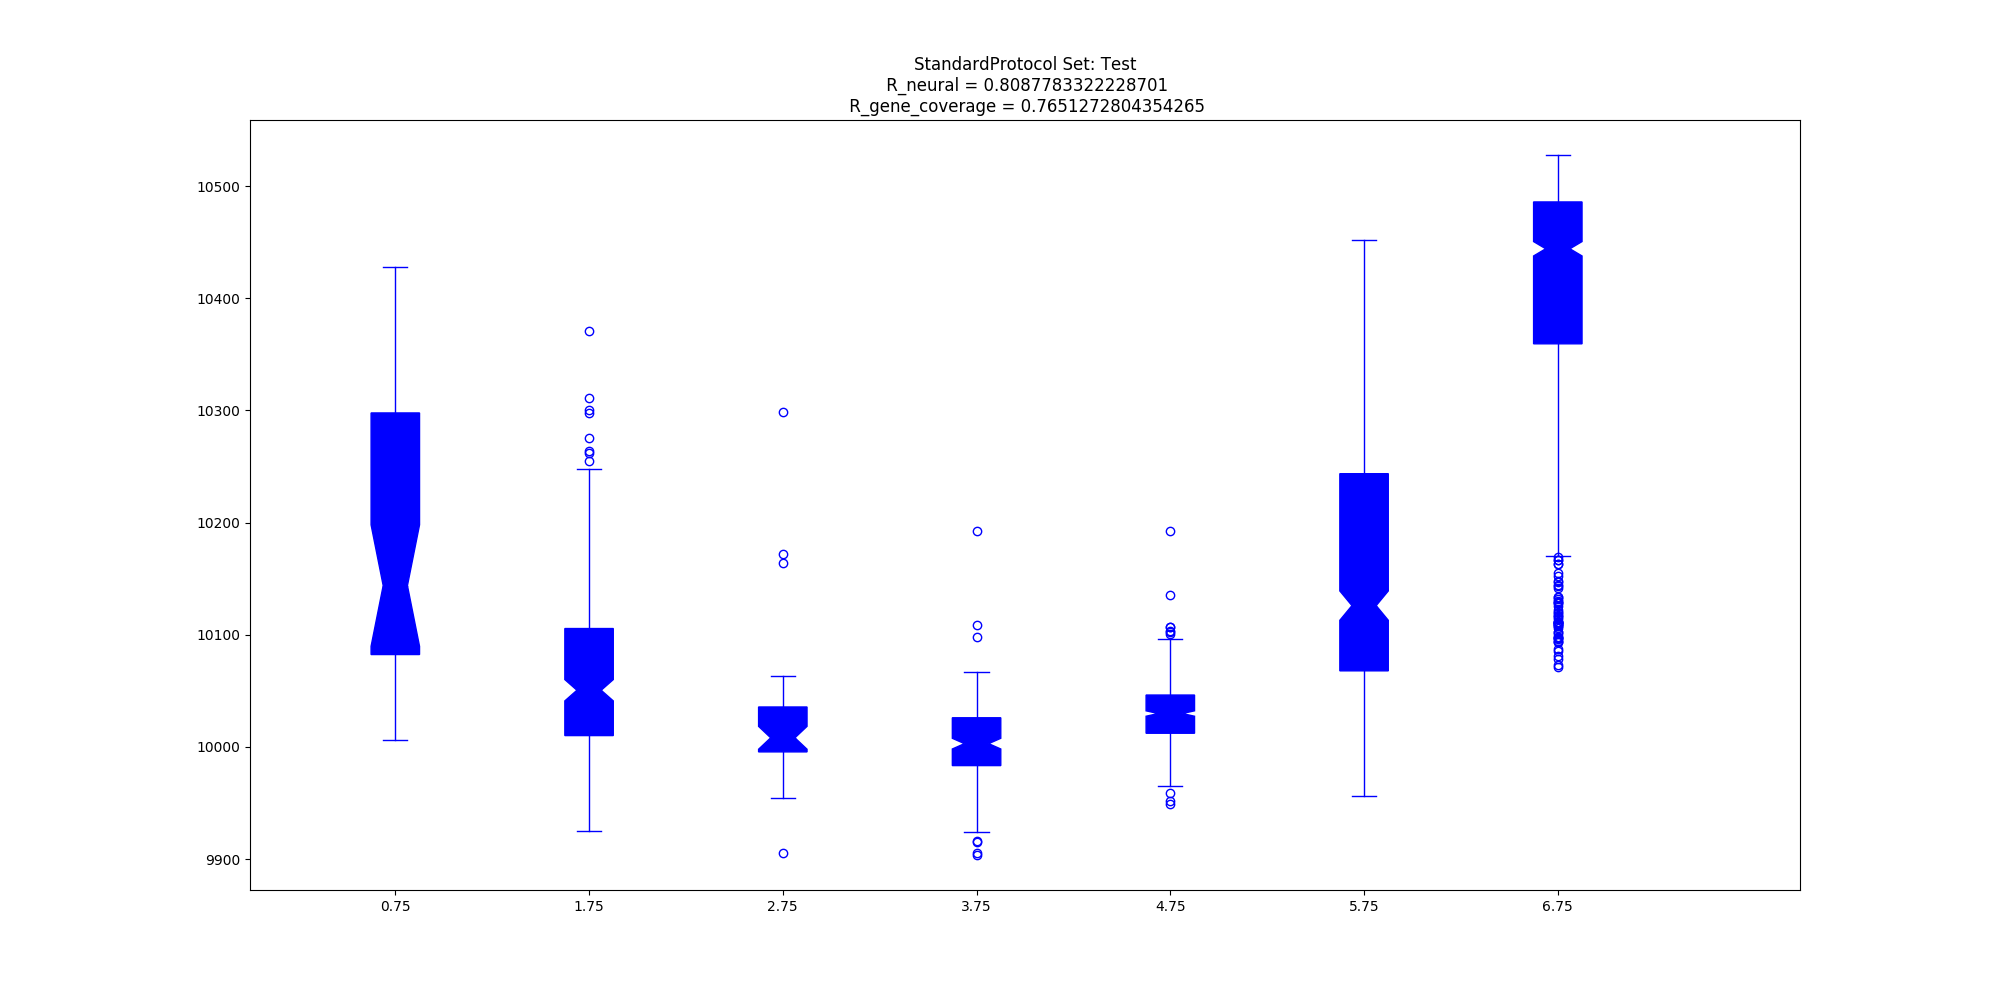 StandardProtocol Set: Test
R_neural = 0.8087783322228701
R_gene_coverage = 0.7651272804354265
10500
10400
10300
10200
10100
10000
9900
0.75 1.75 2.75 3.75 4.75 5.75 6.75